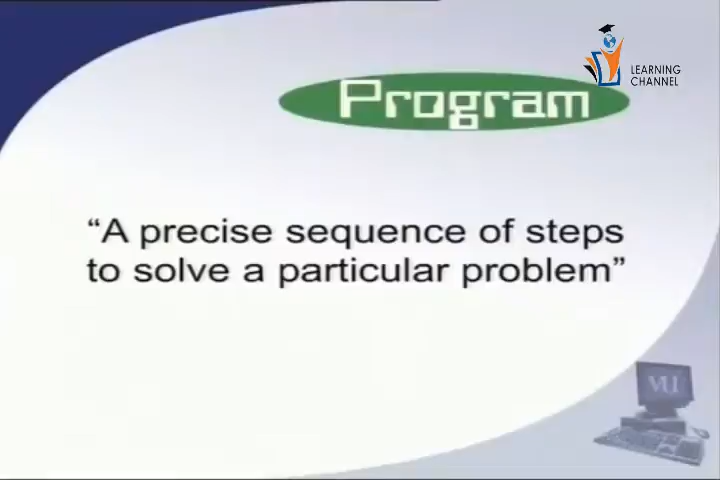 LEARNING
CHANNEL
Program
“A precise sequence of steps
to solve a particular problem”
VU